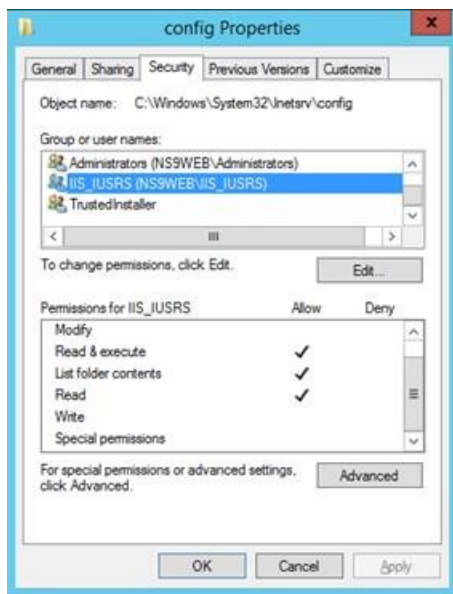 config Properties
x
General Sharing Security Previous Versions Customize
Object name: C:\Windows\System32\Inetsrv\config
Group or user names:
Administrators (NS9WEB\Administrators)
IIS_IUSRS (NS9WEB\IIS_IUSRS)
TrustedInstaller
To change permissions, click Edit.
Edit...
Permissions for IIS_IUSRS Allow Deny
Modify
Read & execute
List folder contents
Read
Write
Special permissions
For special permissions or advanced settings,
click Advanced.
Advanced
OK Cancel Apply